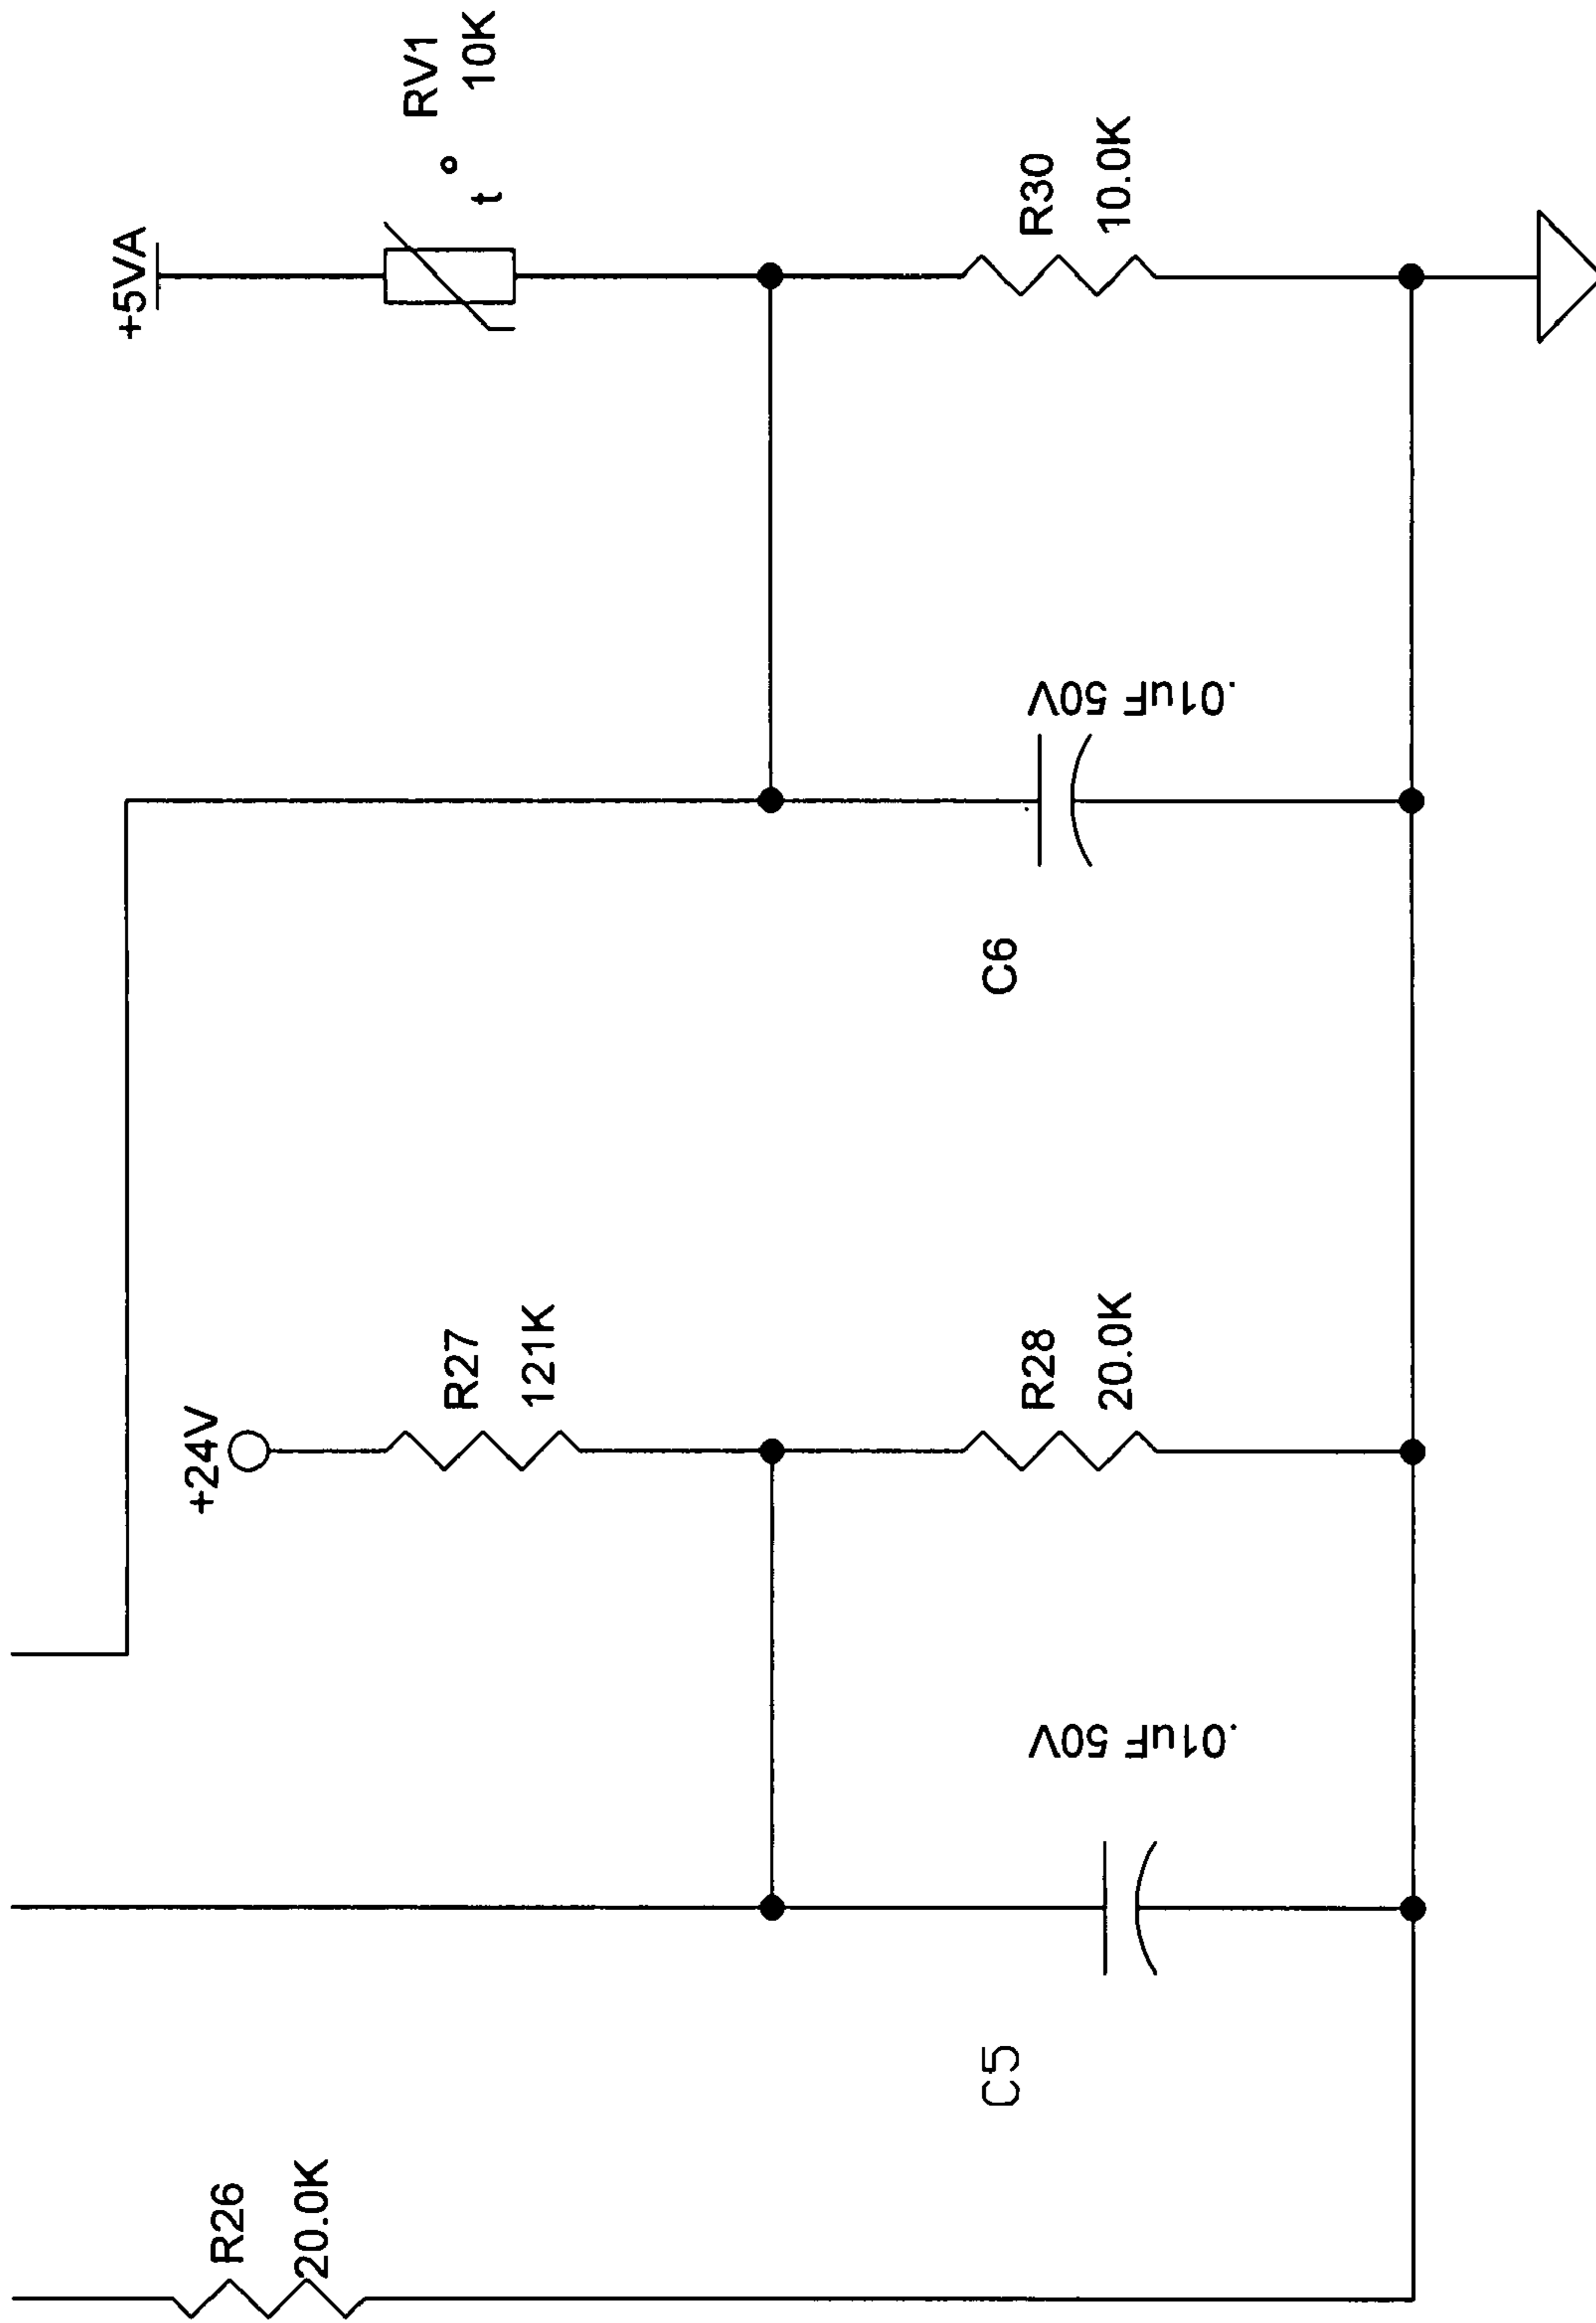 +5VA
RV1
t °
10K
R30
10.0K
.01uF 50V
C6
+24V
R27
121K
R28
20.0K
.01uF 50V
C5
R26
20.0K